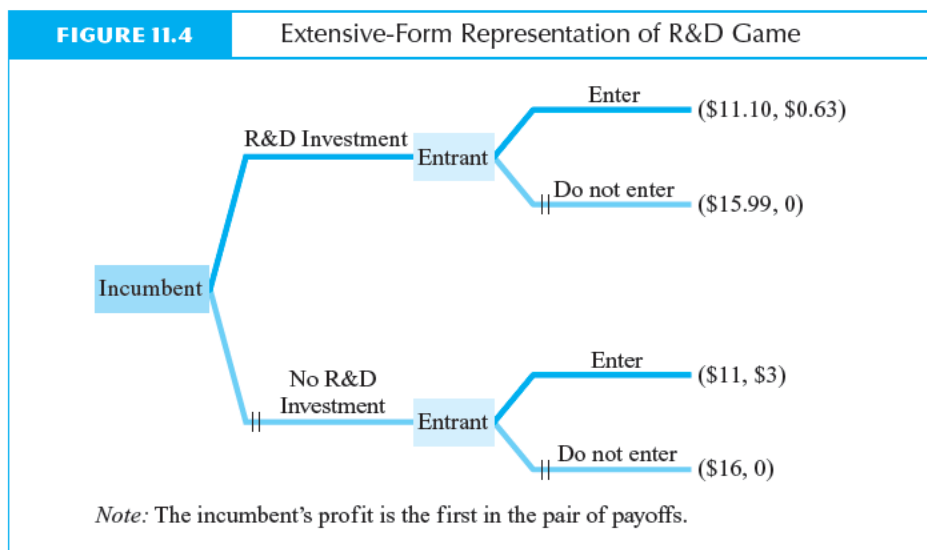 FIGURE 11.4
Extensive-Form Representation of R&D Game
Enter
($11.10, $0.63)
R&D Investment
Entrant
Do not enter
($15.99, 0)
Incumbent
Enter
($11, $3)
No R&D
Investment
Entrant
Do not enter
($16, 0)
Note: The incumbent's profit is the first in the pair of payoffs.